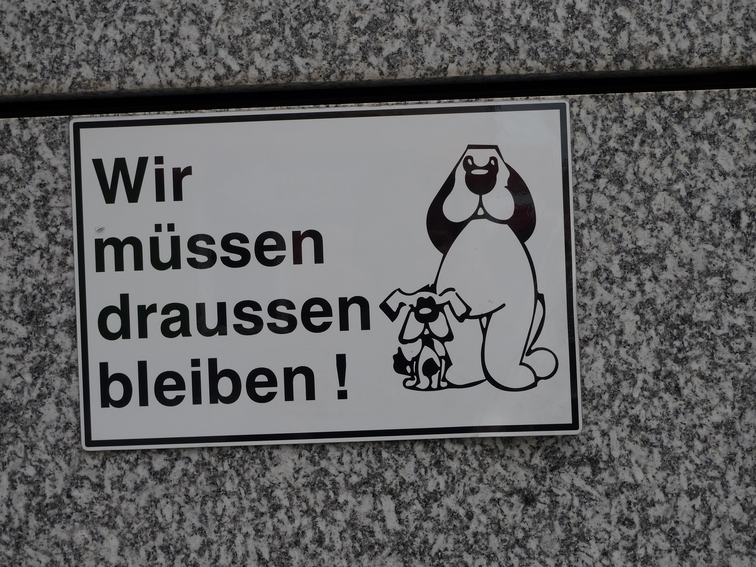 Wir
müssen
draussen
bleiben !